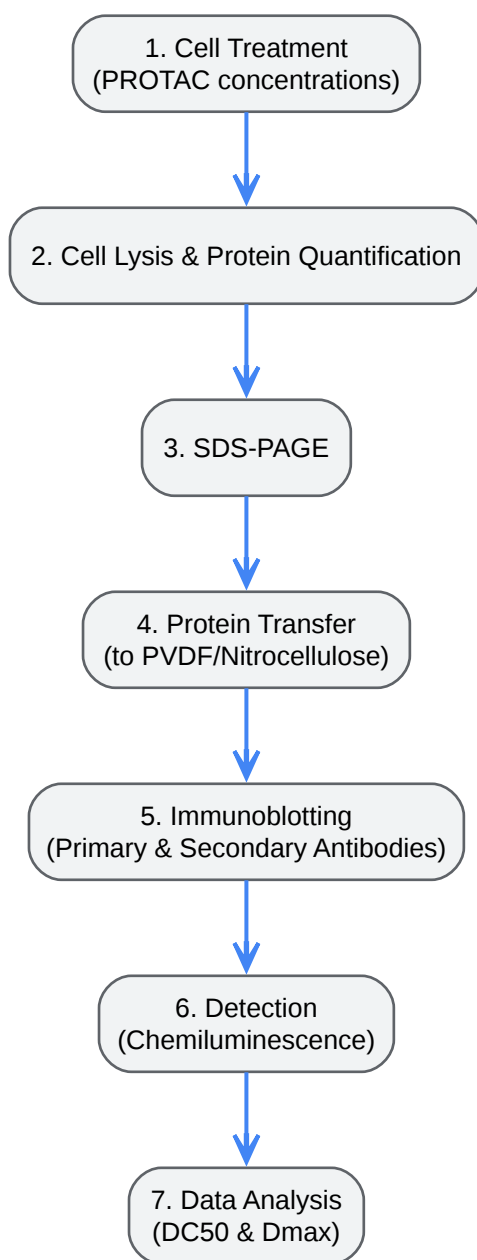 1. Cell Treatment
(PROTAC concentrations)
2. Cell Lysis & Protein Quantification
3. SDS-PAGE
4. Protein Transfer
(to PVDF/Nitrocellulose)
5. Immunoblotting
(Primary & Secondary Antibodies)
6. Detection
(Chemiluminescence)
7. Data Analysis
(DC50 & Dmax)